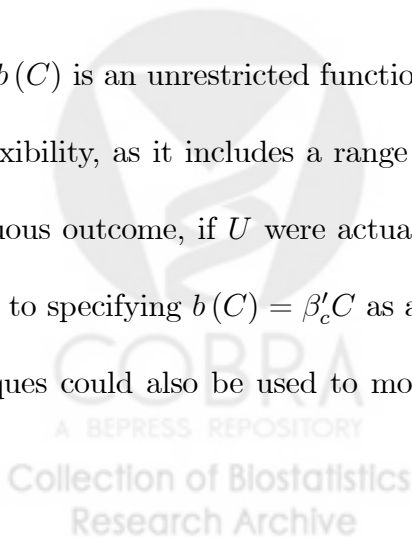 b (C) is an unrestricted functio
xibility, as it includes a range
uous outcome, if U were actua
to specifying b (C) = β′cC as a
ques could also be used to mo
COBRA
A BEPRESS REPOSITORY
Collection of Biostatistics
Research Archive